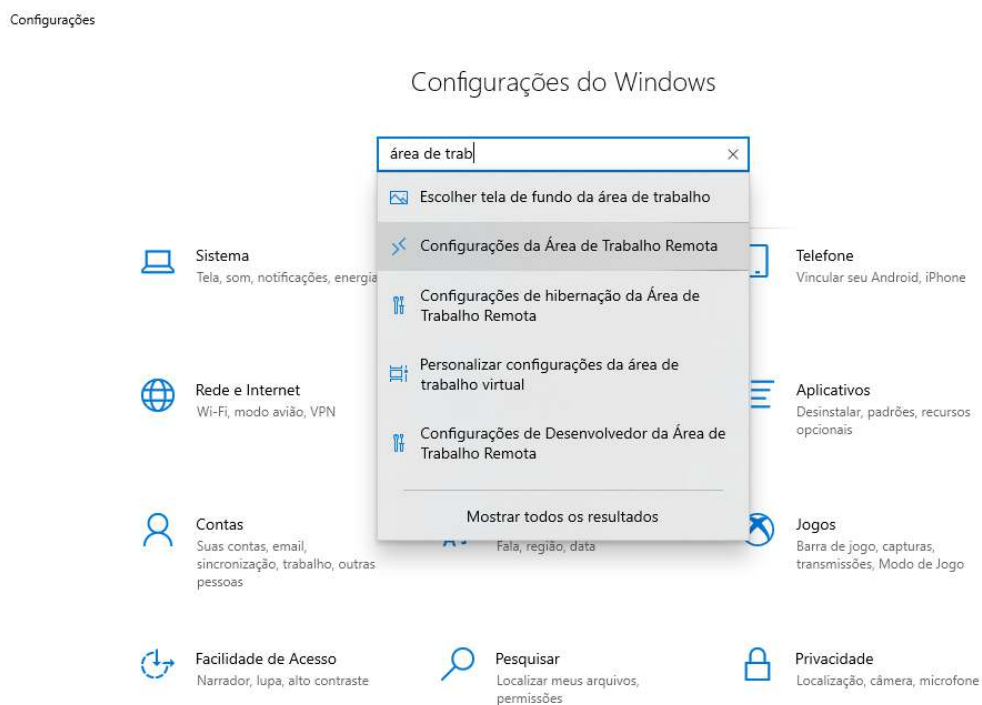 Configurações
Configurações do Windows
área de trab
Escolher tela de fundo da área de trabalho
Configurações da Área de Trabalho Remota
Configurações de hibernação da Área de
Trabalho Remota
Personalizar configurações da área de
trabalho virtual
Configurações de Desenvolvedor da Área de
Trabalho Remota
Mostrar todos os resultados
Sistema
Tela, som, notificações, energia
Telefone
Vincular seu Android, iPhone
Rede e Internet
Wi-Fi, modo avião, VPN
Aplicativos
Desinstalar, padrões, recursos
opcionais
Contas
Suas contas, email,
sincronização, trabalho, outras
pessoas
Fala, região, data
Jogos
Barra de jogo, capturas,
transmissões, Modo de Jogo
Facilidade de Acesso
Narrador, lupa, alto contraste
Pesquisar
Localizar meus arquivos,
permissões
Privacidade
Localização, câmera, microfone